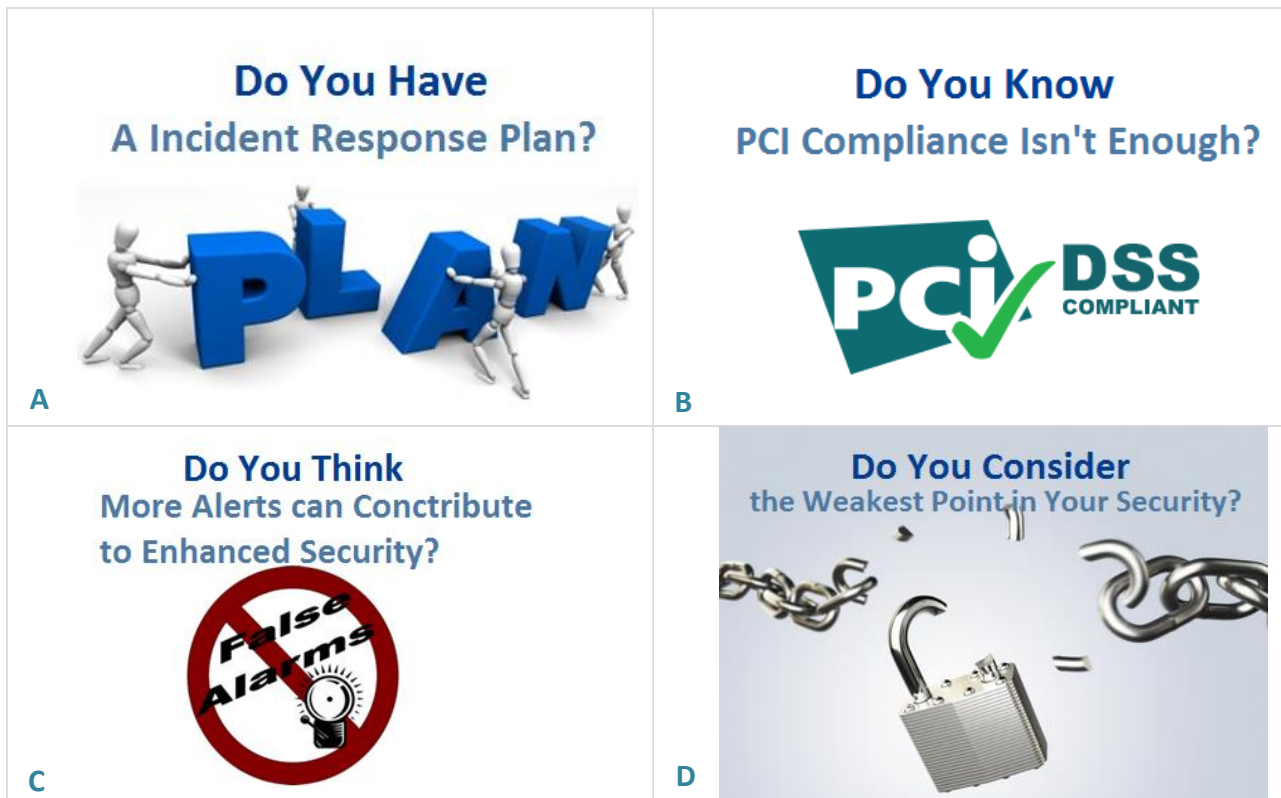 Do You Have
A Incident Response Plan?
PLAN
A
Do You Know
PCI Compliance Isn't Enough?
PCi DSS
COMPLIANT
B
Do You Think
More Alerts can Conctribute
to Enhanced Security?
False
Alarms
C
Do You Consider
the Weakest Point in Your Security?
D